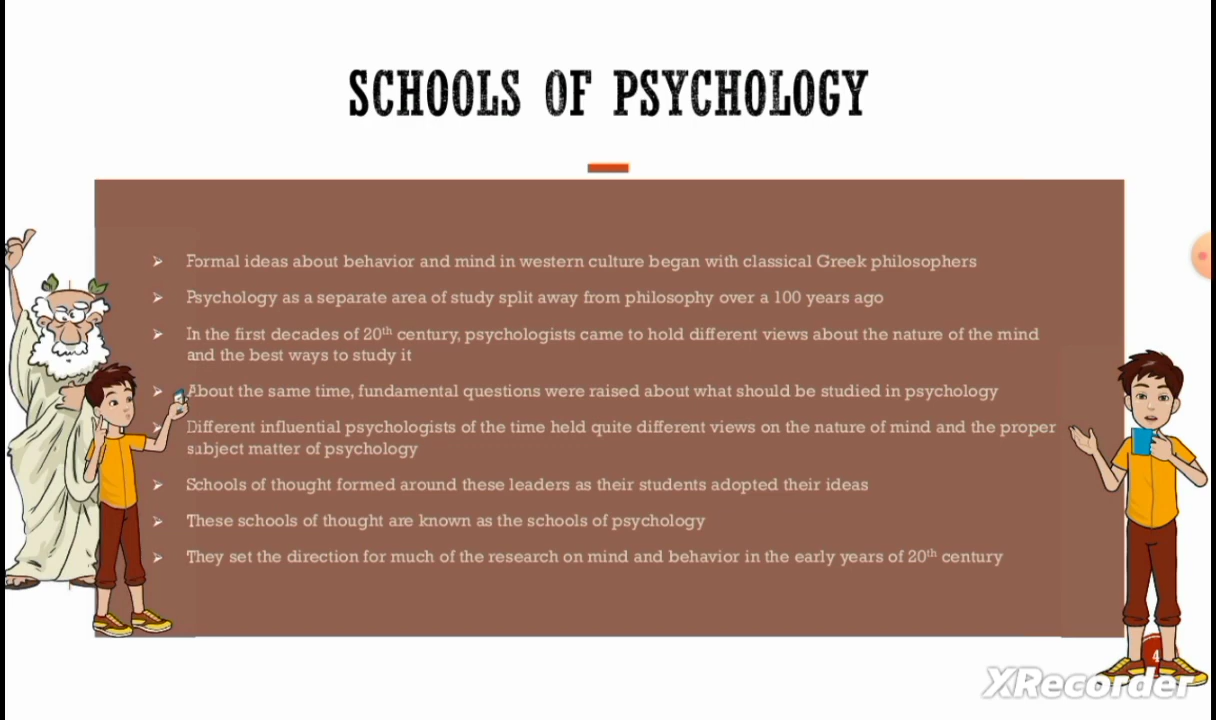 SCHOOLS OF PSYCHOLOGY
Formal ideas about behavior and mind in western culture began with classical Greek philosophers
Psychology as a separate area of study split away from philosophy over a 100 years ago
In the first decades of 20th century, psychologists came to hold different views about the nature of the mind
and the best ways to study it
About the same time, fundamental questions were raised about what should be studied in psychology
Different influential psychologists of the time held quite different views on the nature of mind and the proper
subject matter of psychology
Schools of thought formed around these leaders as their students adopted their ideas
These schools of thought are known as the schools of psychology
They set the direction for much of the research on mind and behavior in the early years of 20th century
4
XRecorder